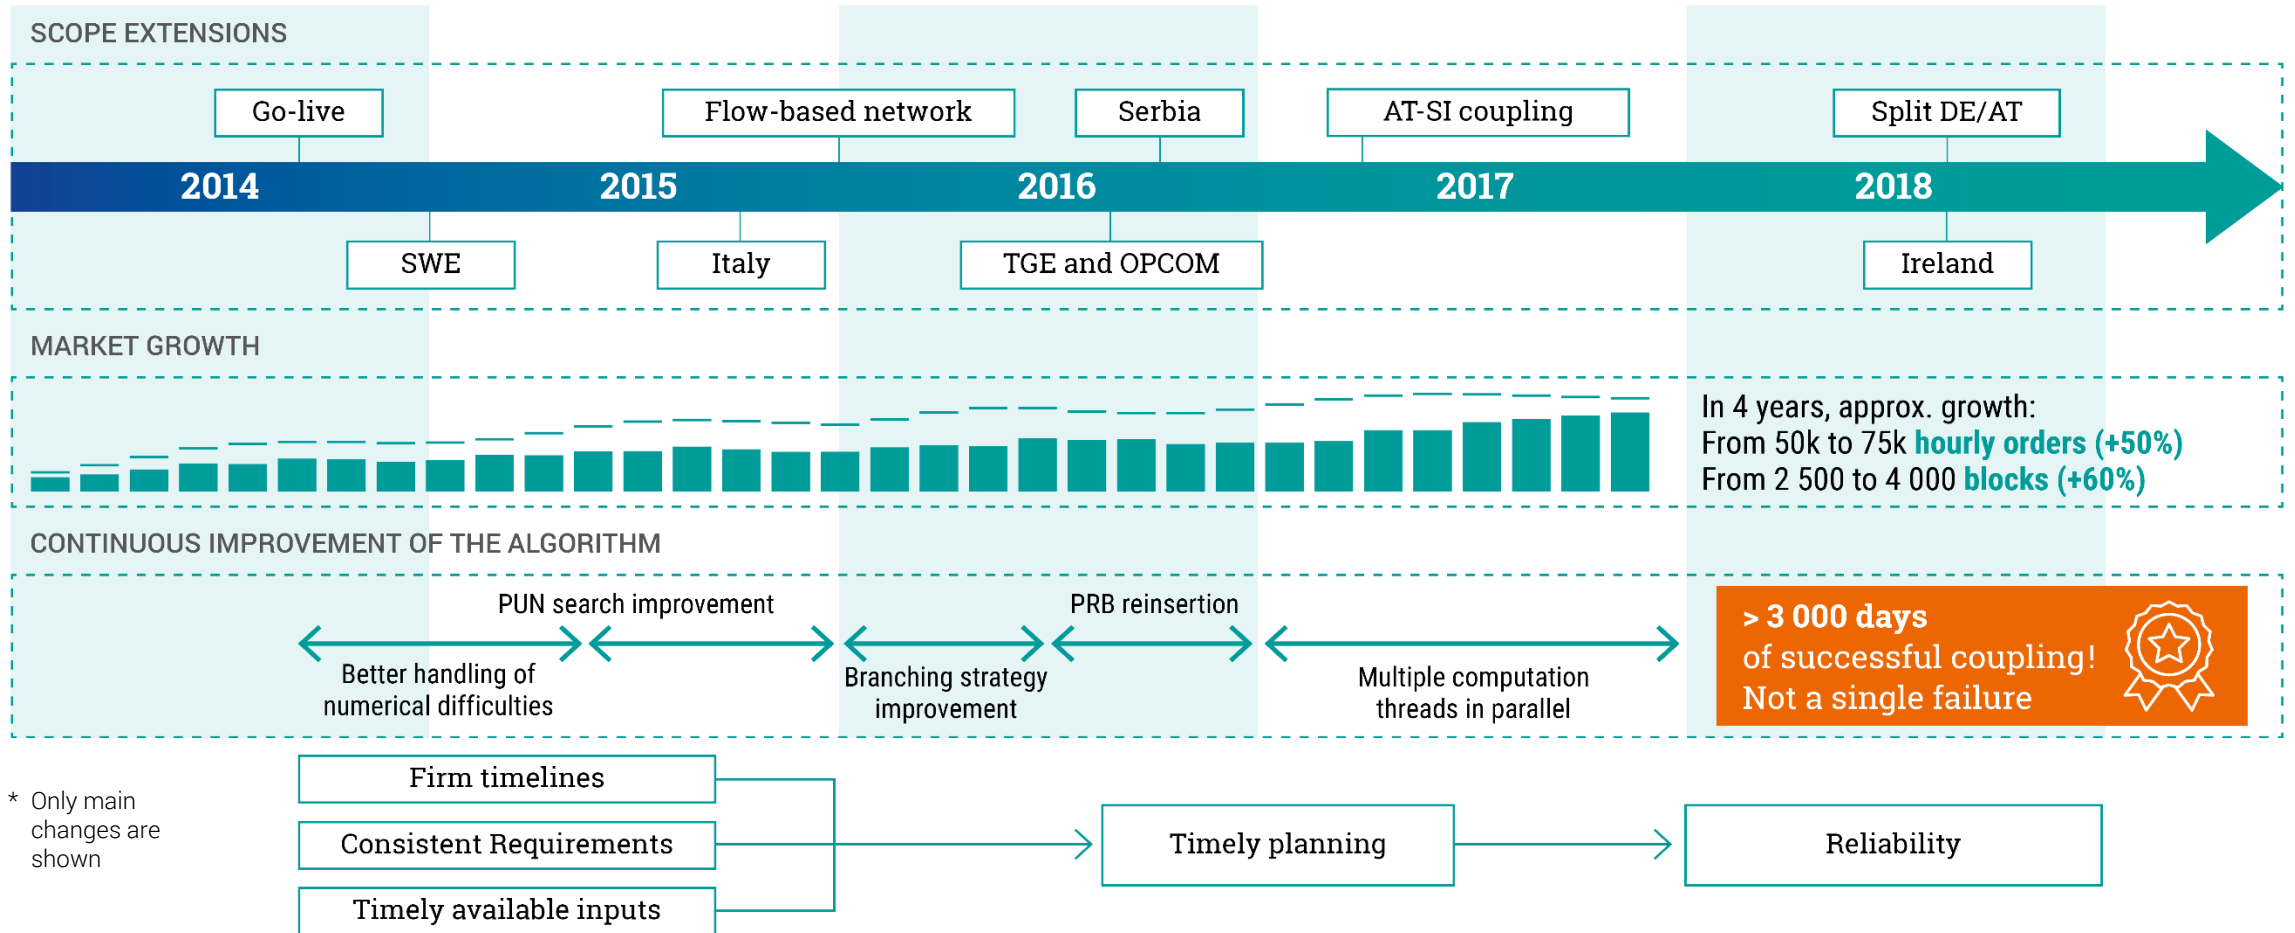 SCOPE EXTENSIONS
Go-live
Flow-based network
Serbia
AT-SI coupling
Split DE/AT
2014
2015
2016
2017
2018
SWE
Italy
TGE and OPCOM
Ireland
MARKET GROWTH
In 4 years, approx. growth:
From 50k to 75k hourly orders (+50%)
From 2 500 to 4 000 blocks (+60%)
CONTINUOUS IMPROVEMENT OF THE ALGORITHM
PUN search improvement
PRB reinsertion
Better handling of
numerical difficulties
Branching strategy
improvement
Multiple computation
threads in parallel
> 3 000 days
of successful coupling!
Not a single failure
* Only main
changes are
shown
Firm timelines
Consistent Requirements
Timely available inputs
Timely planning
Reliability